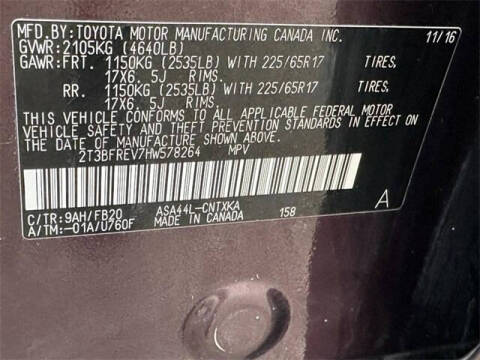 MFD.BY: TOYOTA MOTOR MANUFACTURING CANADA INC. 11/16
GVWR: 2105KG (4640LB)
GAWR: FRT. 1150KG (2535LB) WITH 225/65R17 TIRES,
17X6. 5J RIMS.
RR. 1150KG (2535LB) WITH 225/65R17 TIRES,
17X6. 5J RIMS.
THIS VEHICLE CONFORMS TO ALL APPLICABLE FEDERAL MOTOR
VEHICLE SAFETY AND THEFT PREVENTION STANDARDS IN EFFECT ON
THE DATE OF MANUFACTURE SHOWN ABOVE.
2T3BFREV7HW578264 MPV
C/TR: 9AH/FB20 ASA44L-CNTXKA 158 A
A/TM: -01A/U760F MADE IN CANADA